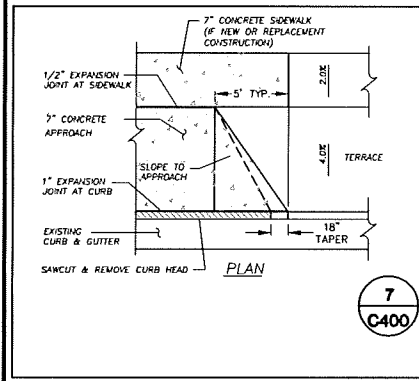 7" CONCRETE SIDEWALK
(IF NEW OR REPLACEMENT
CONSTRUCTION)
1/2" EXPANSION
JOINT AT SIDEWALK
5' TYP.
2.0%
7" CONCRETE
APPROACH
SLOPE TO
APPROACH
4.0%
TERRACE
1" EXPANSION
JOINT AT CURB
EXISTING
CURB & GUTTER
18"
TAPER
SAWCUT & REMOVE CURB HEAD
PLAN
7
C400